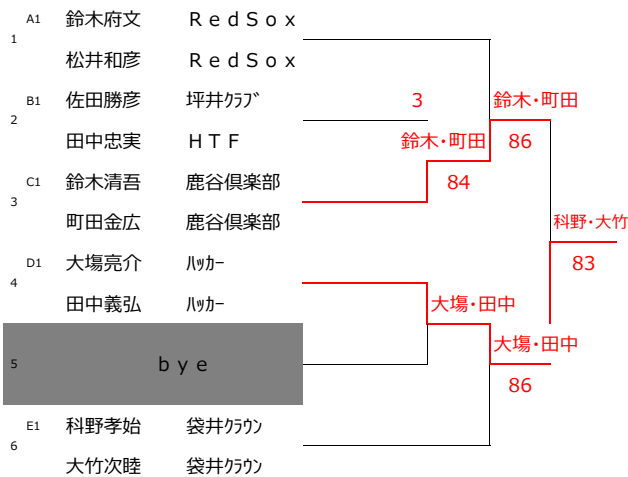 A1 鈴木府文 ＲｅｄＳｏｘ
1
松井和彦 ＲｅｄＳｏｘ
B1 佐田勝彦 坪井ｸﾗﾌﾞ 3 鈴木・町田
2
田中忠実 ＨＴＦ 鈴木・町田 86
C1 鈴木清吾 鹿谷倶楽部 84
3
町田金広 鹿谷倶楽部 科野・大竹
D1 大塲亮介 ﾊｯｶｰ 83
4
田中義弘 ﾊｯｶｰ 大塲・田中
大塲・田中
5 ｂｙｅ
86
E1 科野孝始 袋井ｸﾗｳﾝ
6
大竹次睦 袋井ｸﾗｳﾝ